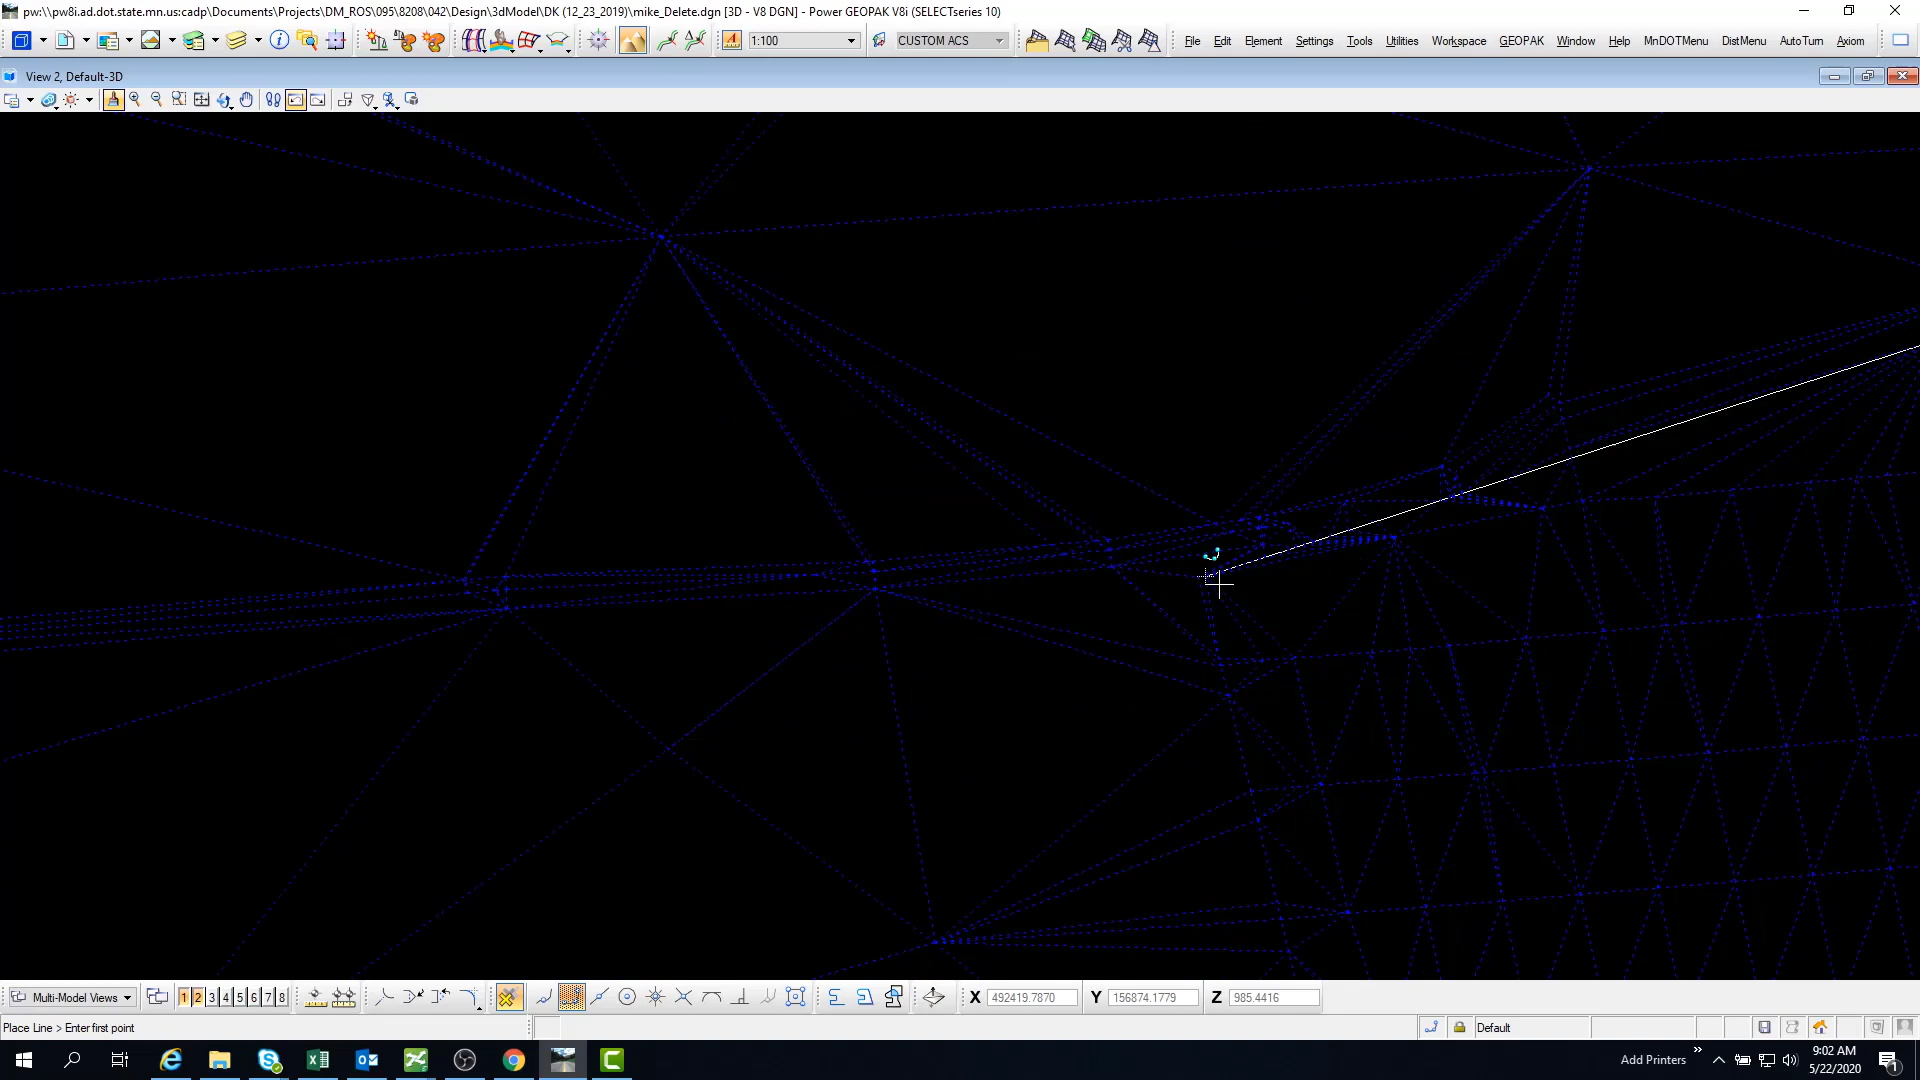 pw:\\pw8i.ad.dot.state.mn.us:cadp\Documents\Projects\DM_ROS\095\8208\042\Design\3dModel\DK (12_23_2019)\mike_Delete.dgn [3D - V8 DGN] - Power GEOPAK V8i (SELECTseries 10)
1:100 CUSTOM ACS File Edit Element Settings Tools Utilities Workspace GEOPAK Window Help MnDOTMenu DistMenu AutoTurn Axiom
View 2, Default-3D
Multi-Model Views 1 2 3 4 5 6 7 8 X 492419.7870 Y 156874.1779 Z 985.4416
Place Line > Enter first point Default
Add Printers 9:02 AM
5/22/2020 1